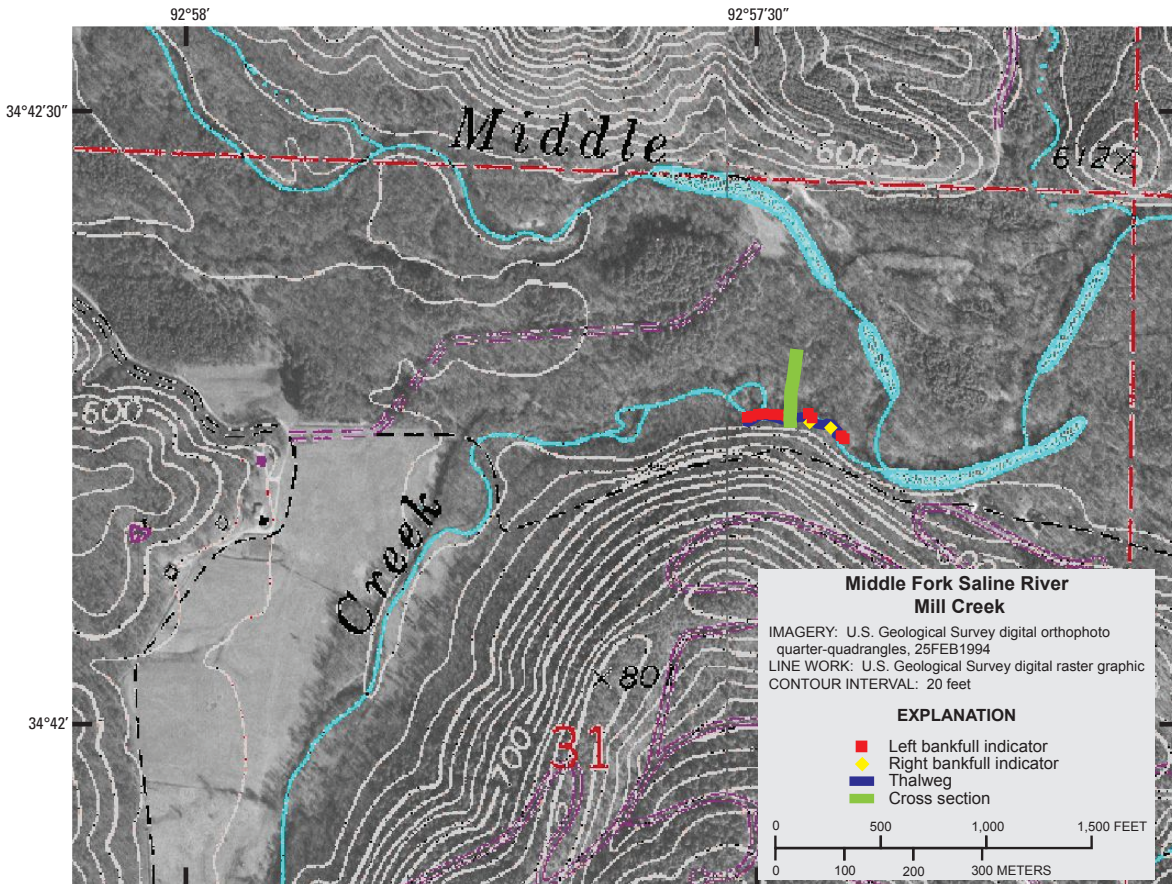 92°58'
92°57'30"
34°42'30"
Middle
600
612X
600
Creek
34°42'
×80
700
31
Middle Fork Saline River
Mill Creek
IMAGERY: U.S. Geological Survey digital orthophoto
quarter-quadrangles, 25FEB1994
LINE WORK: U.S. Geological Survey digital raster graphic
CONTOUR INTERVAL: 20 feet
EXPLANATION
Left bankfull indicator
Right bankfull indicator
Thalweg
Cross section
0 500 1,000 1,500 FEET
0 100 200 300 METERS